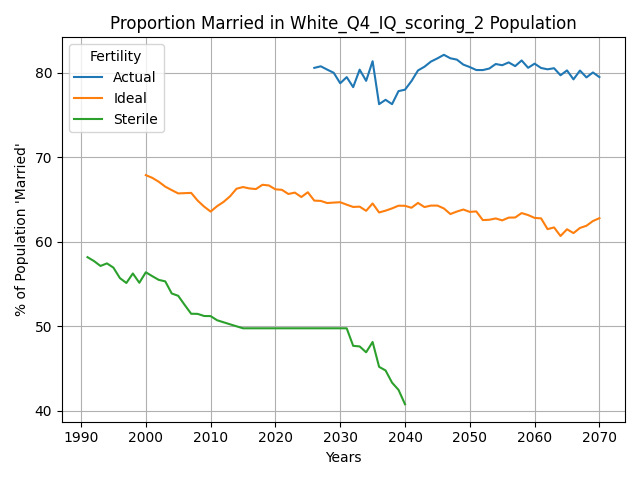 Proportion Married in White_Q4_IQ_scoring_2 Population
Fertility
Actual
Ideal
Sterile
% of Population 'Married'
80
70
60
50
40
1990 2000 2010 2020 2030 2040 2050 2060 2070
Years